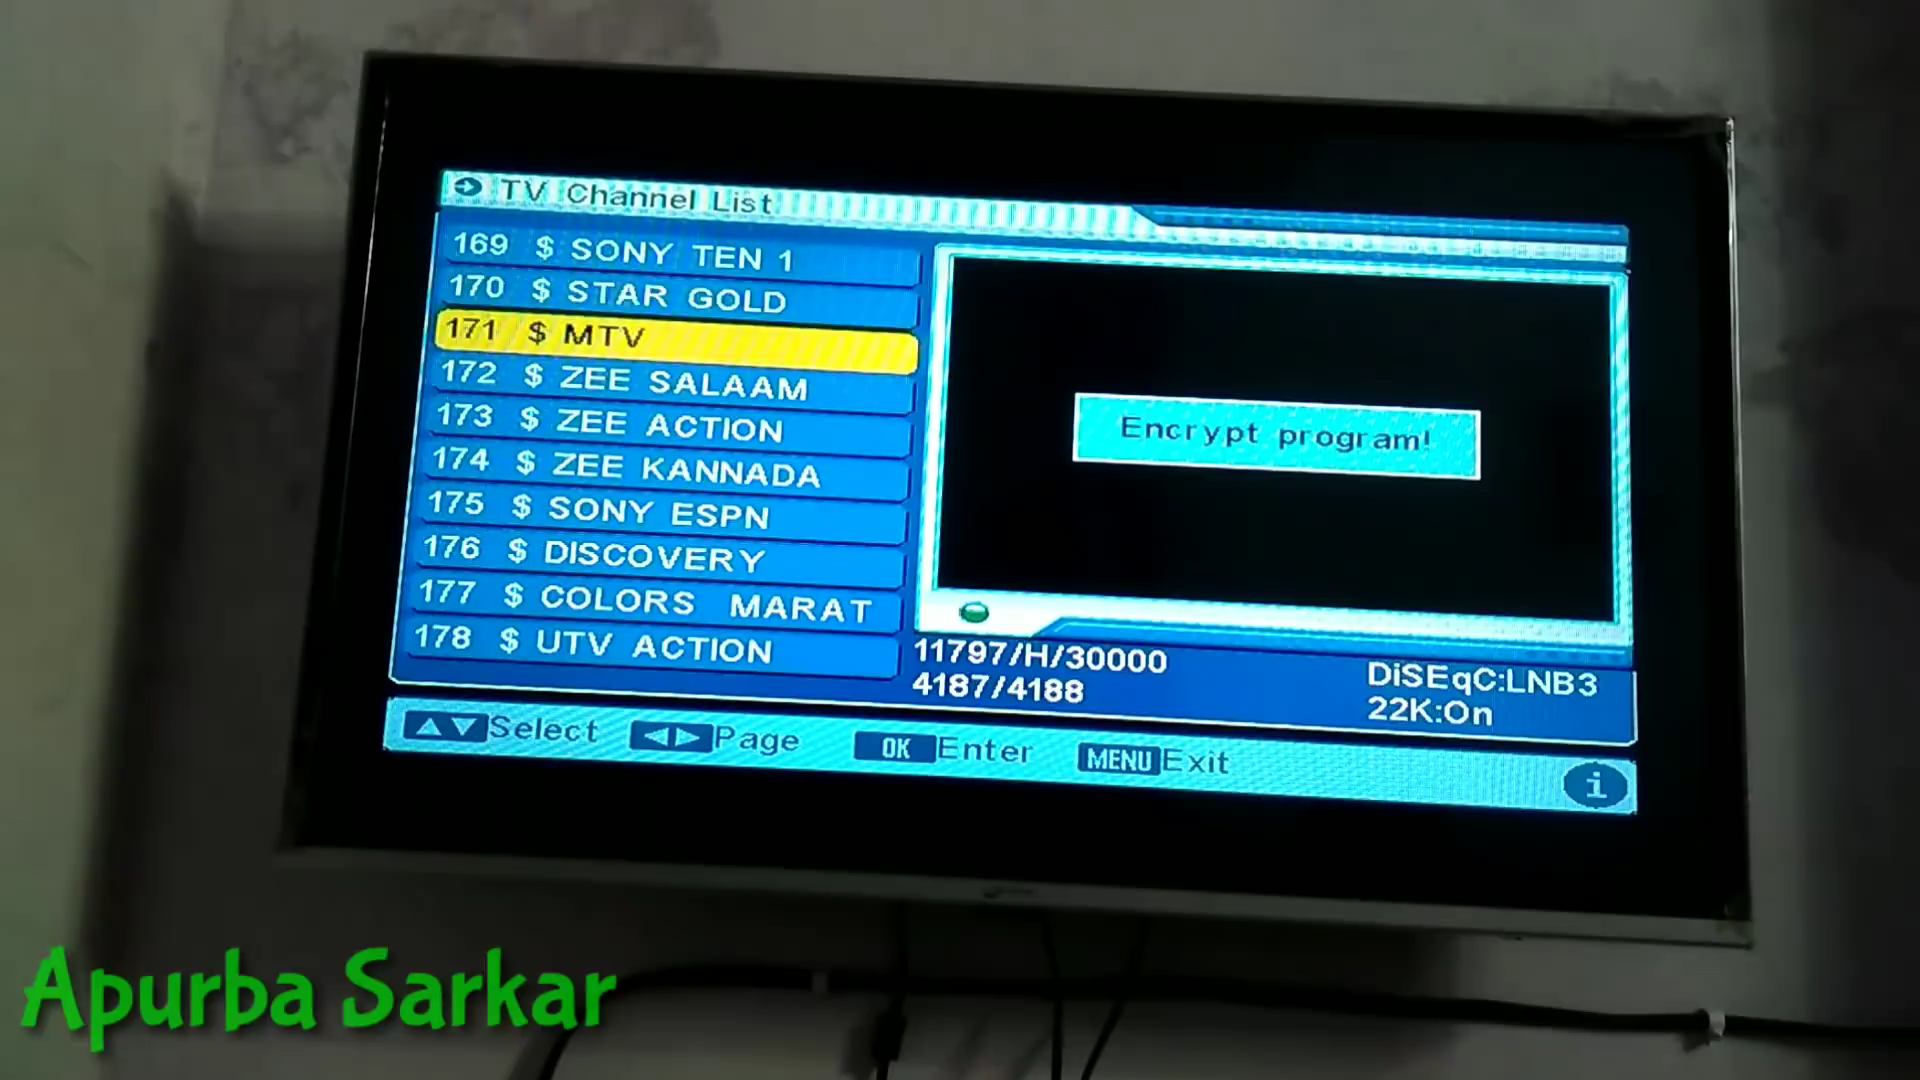 TV Channel List
169 $ SONY TEN 1
170 $ STAR GOLD
171 $ MTV
172 $ ZEE SALAAM
173 $ ZEE ACTION
174 $ ZEE KANNADA
175 $ SONY ESPN
176 $ DISCOVERY
177 $ COLORS MARAT
178 $ UTV ACTION
Encrypt program!
11797/H/30000
4187/4188
DiSEqC:LNB3
22K:On
Select Page OK Enter MENU Exit i
Apurba Sarkar